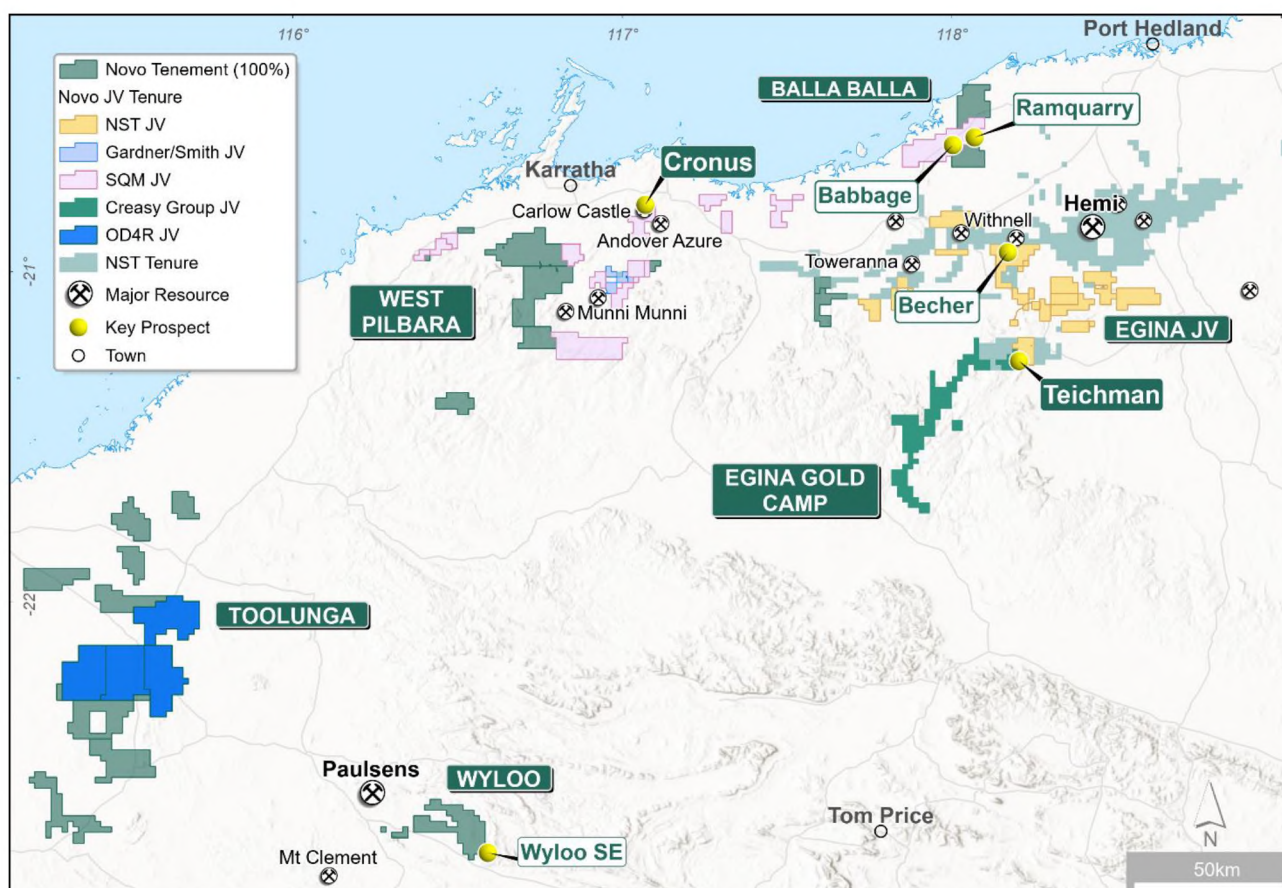 116°
117°
118°
Port Hedland
Novo Tenement (100%)
Novo JV Tenure
NST JV
Gardner/Smith JV
SQM JV
Creasy Group JV
OD4R JV
NST Tenure
Major Resource
Key Prospect
Town
BALLA BALLA
Ramquarry
Babbage
Karratha
Cronus
Carlow Castle
Andover Azure
Hemi
Withnell
Toweranna
Becher
-21°
WEST
PILBARA
Munni Munni
EGINA JV
Teichman
EGINA GOLD
CAMP
-22°
TOOLUNGA
Paulsens
WYLOO
Tom Price
Wyloo SE
Mt Clement
N
50km